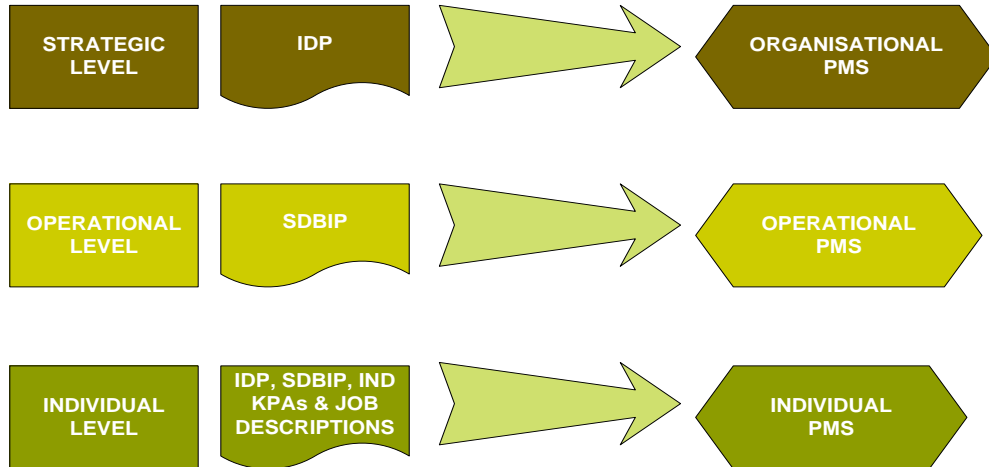 STRATEGIC
LEVEL
IDP
ORGANISATIONAL
PMS
OPERATIONAL
LEVEL
SDBIP
OPERATIONAL
PMS
INDIVIDUAL
LEVEL
IDP, SDBIP, IND
KPAs & JOB
DESCRIPTIONS
INDIVIDUAL
PMS